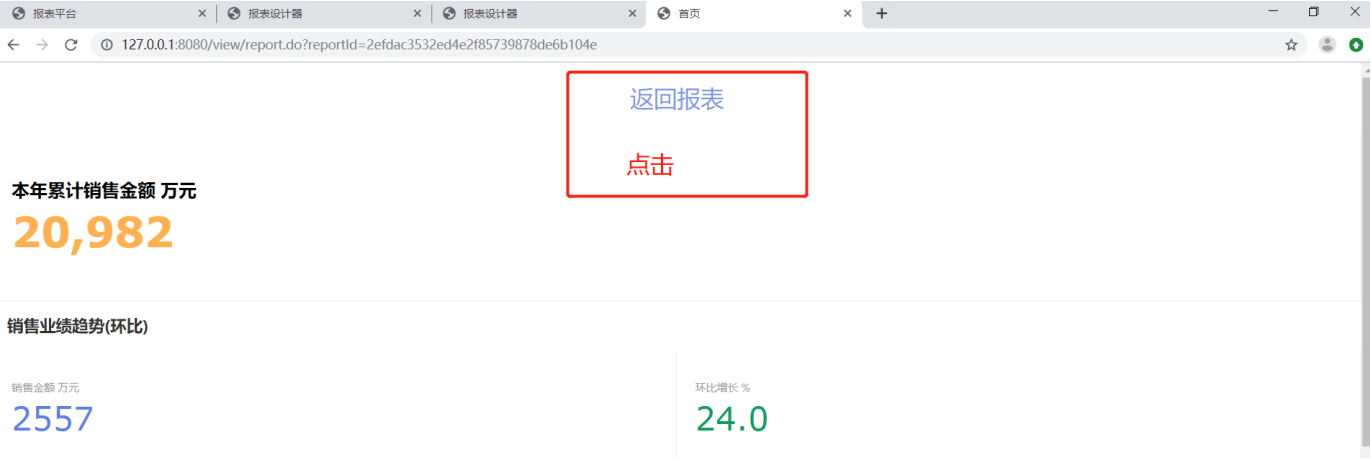 报表平台
报表设计器
报表设计器
首页
127.0.0.1:8080/view/report.do?reportId=2efdac3532ed4e2f85739878de6b104e
返回报表
点击
本年累计销售金额 万元
20,982
销售业绩趋势(环比)
销售金额 万元
环比增长 %
2557
24.0